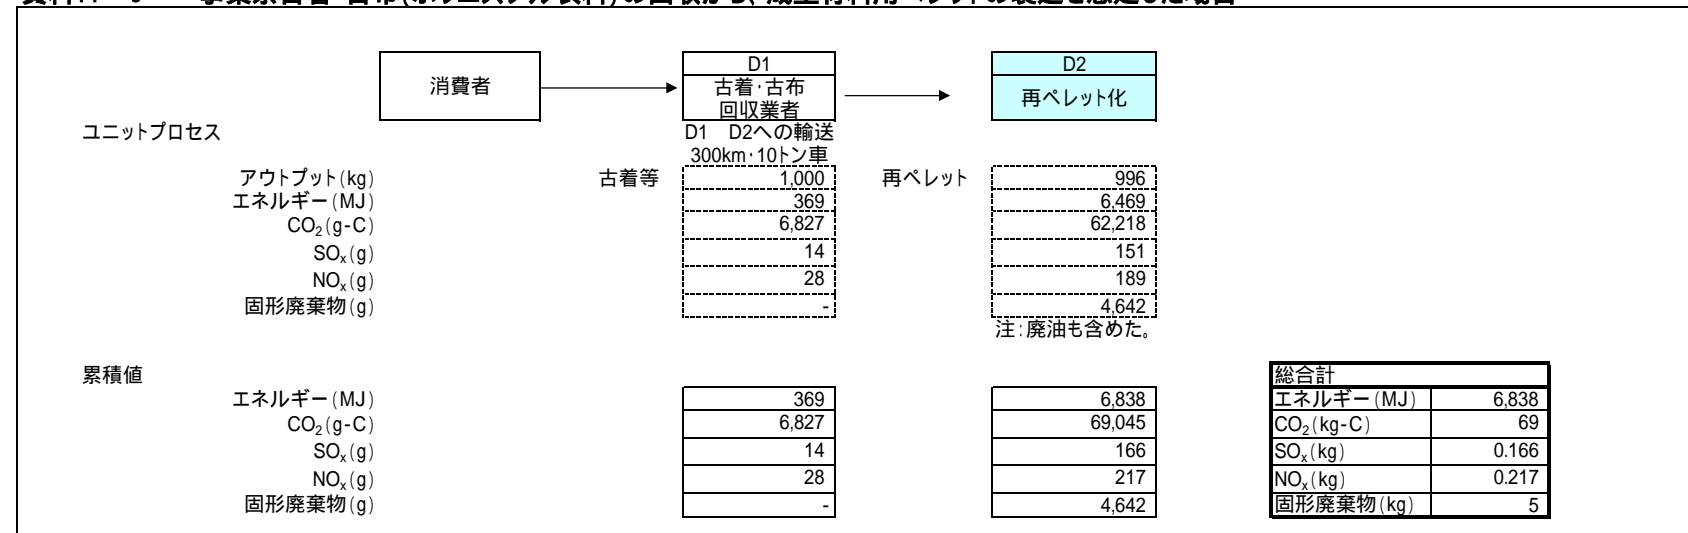 D1
D2
消費者
古着・古布
回収業者
再ペレット化
ユニットプロセス
D1 D2への輸送
300km・10トン車
アウトプット(kg) 古着等 1,000 再ペレット 996
エネルギー(MJ) 369 6,469
CO₂(g-C) 6,827 62,218
SOₓ(g) 14 151
NOₓ(g) 28 189
固形廃棄物(g) - 4,642
注:廃油も含めた。
累積値 総合計
エネルギー(MJ) 369 6,838 エネルギー(MJ) 6,838
CO₂(g-C) 6,827 69,045 CO₂(kg-C) 69
SOₓ(g) 14 166 SOₓ(kg) 0.166
NOₓ(g) 28 217 NOₓ(kg) 0.217
固形廃棄物(g) - 4,642 固形廃棄物(kg) 5